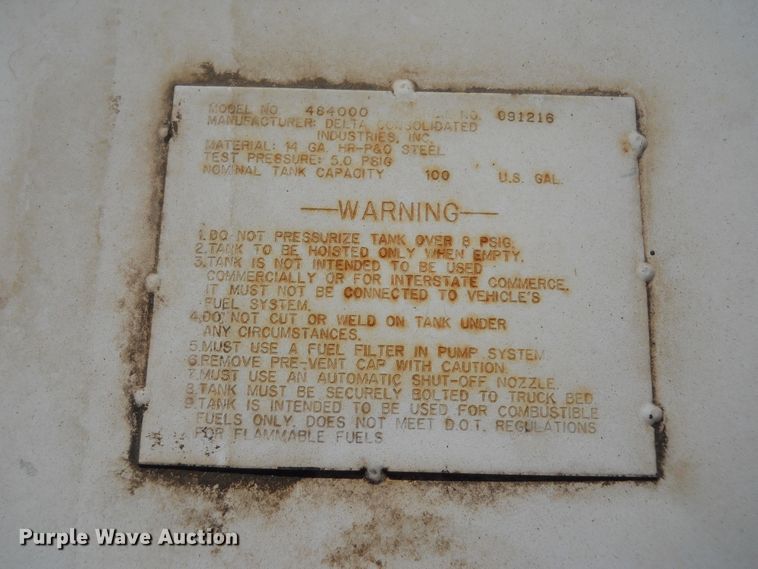 MODEL NO. 484000 NO. 091216
MANUFACTURER: DELTA CONSOLIDATED
INDUSTRIES, INC.
MATERIAL: 14 GA. HR-P&O STEEL
TEST PRESSURE: 5.0 PSIG
NOMINAL TANK CAPACITY 100 U.S. GAL.
—WARNING—
1. DO NOT PRESSURIZE TANK OVER 8 PSIG.
2. TANK TO BE HOISTED ONLY WHEN EMPTY.
3. TANK IS NOT INTENDED TO BE USED
COMMERCIALLY OR FOR INTERSTATE COMMERCE.
IT MUST NOT BE CONNECTED TO VEHICLE'S
FUEL SYSTEM.
4. DO NOT CUT OR WELD ON TANK UNDER
ANY CIRCUMSTANCES.
5. MUST USE A FUEL FILTER IN PUMP SYSTEM
6. REMOVE PRE-VENT CAP WITH CAUTION.
7. MUST USE AN AUTOMATIC SHUT-OFF NOZZLE.
8. TANK MUST BE SECURELY BOLTED TO TRUCK BED
9. TANK IS INTENDED TO BE USED FOR COMBUSTIBLE
FUELS ONLY. DOES NOT MEET D.O.T. REGULATIONS
FOR FLAMMABLE FUELS
Purple Wave Auction